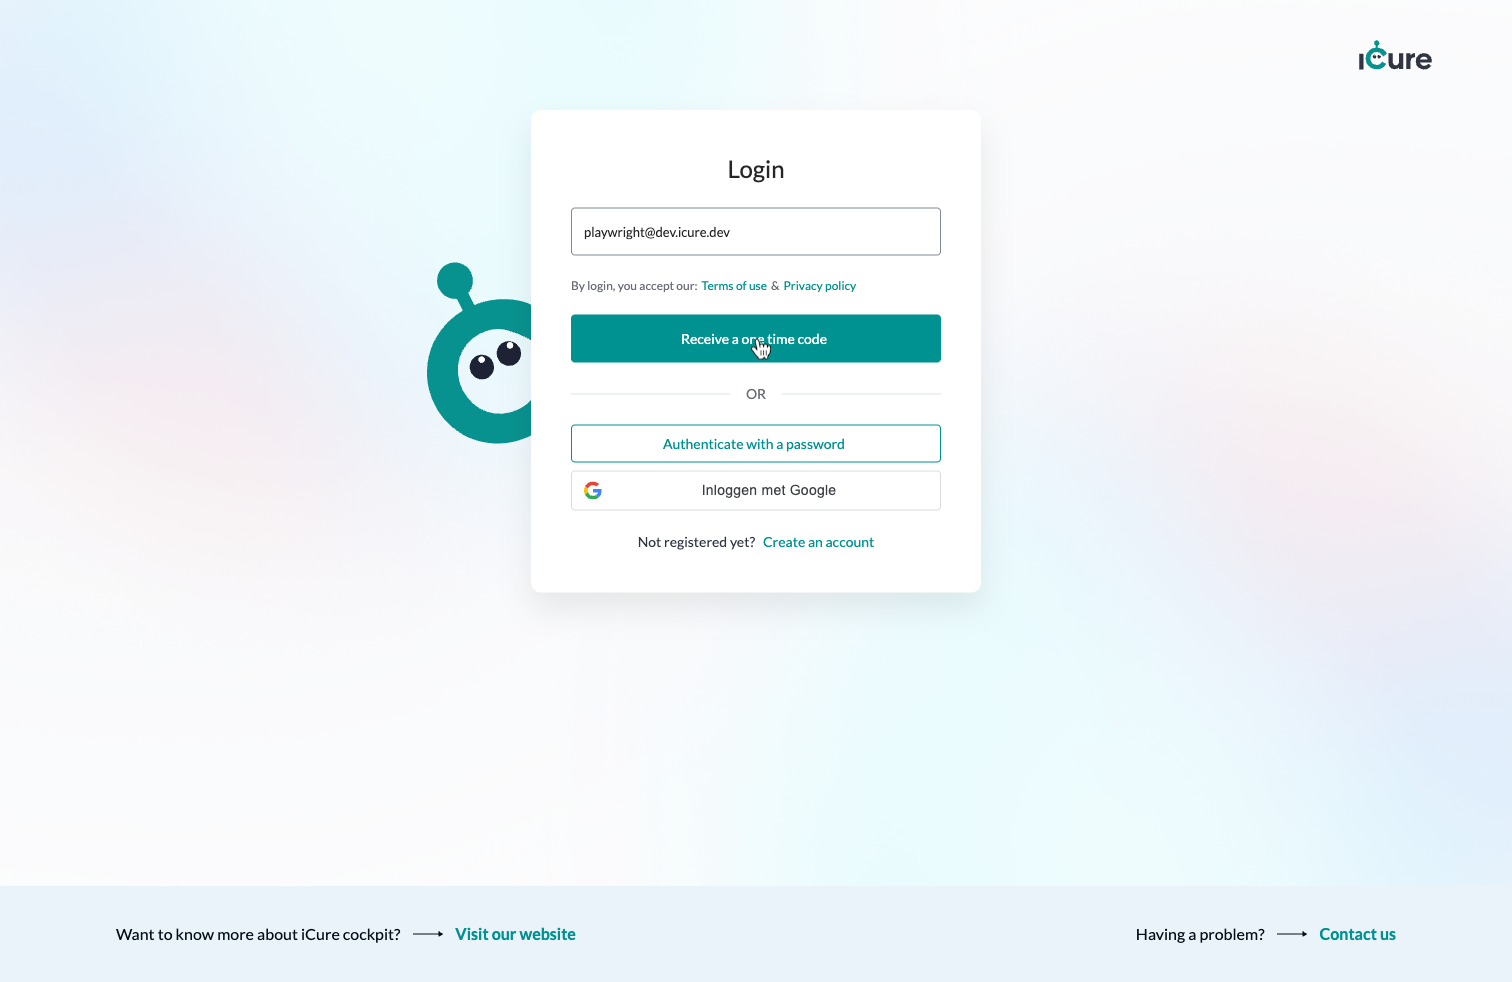 iCure
Login
playwright@dev.icure.dev
By login, you accept our: Terms of use & Privacy policy
Receive a one time code
OR
Authenticate with a password
Inloggen met Google
Not registered yet? Create an account
Want to know more about iCure cockpit? Visit our website
Having a problem? Contact us